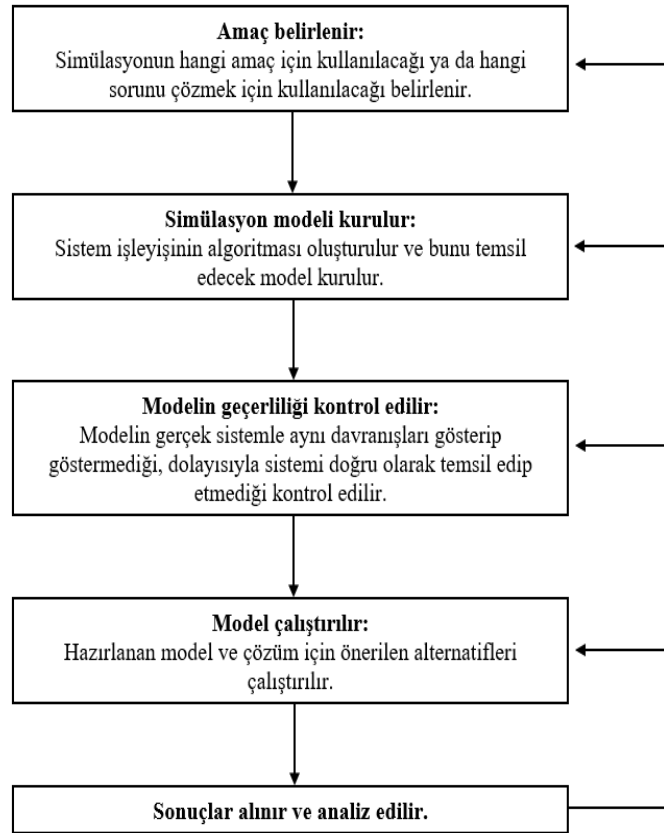 Amaç belirlenir:
Simülasyonun hangi amaç için kullanılacağı ya da hangi
sorunu çözmek için kullanılacağı belirlenir.
Simülasyon modeli kurulur:
Sistem işleyişinin algoritması oluşturulur ve bunu temsil
edecek model kurulur.
Modelin geçerliliği kontrol edilir:
Modelin gerçek sistemle aynı davranışları gösterip
göstermediği, dolayısıyla sistemi doğru olarak temsil edip
etmediği kontrol edilir.
Model çalıştırılır:
Hazırlanan model ve çözüm için önerilen alternatifleri
çalıştırılır.
Sonuçlar alınır ve analiz edilir.